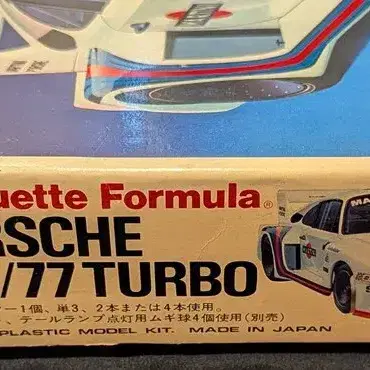 uette Formula®
RSCHE
/77 TURBO
ー1個、単3、2本または4本使用。
、テールランプ点灯用ムギ球4個使用(別売)
PLASTIC MODEL KIT. MADE IN JAPAN
MA